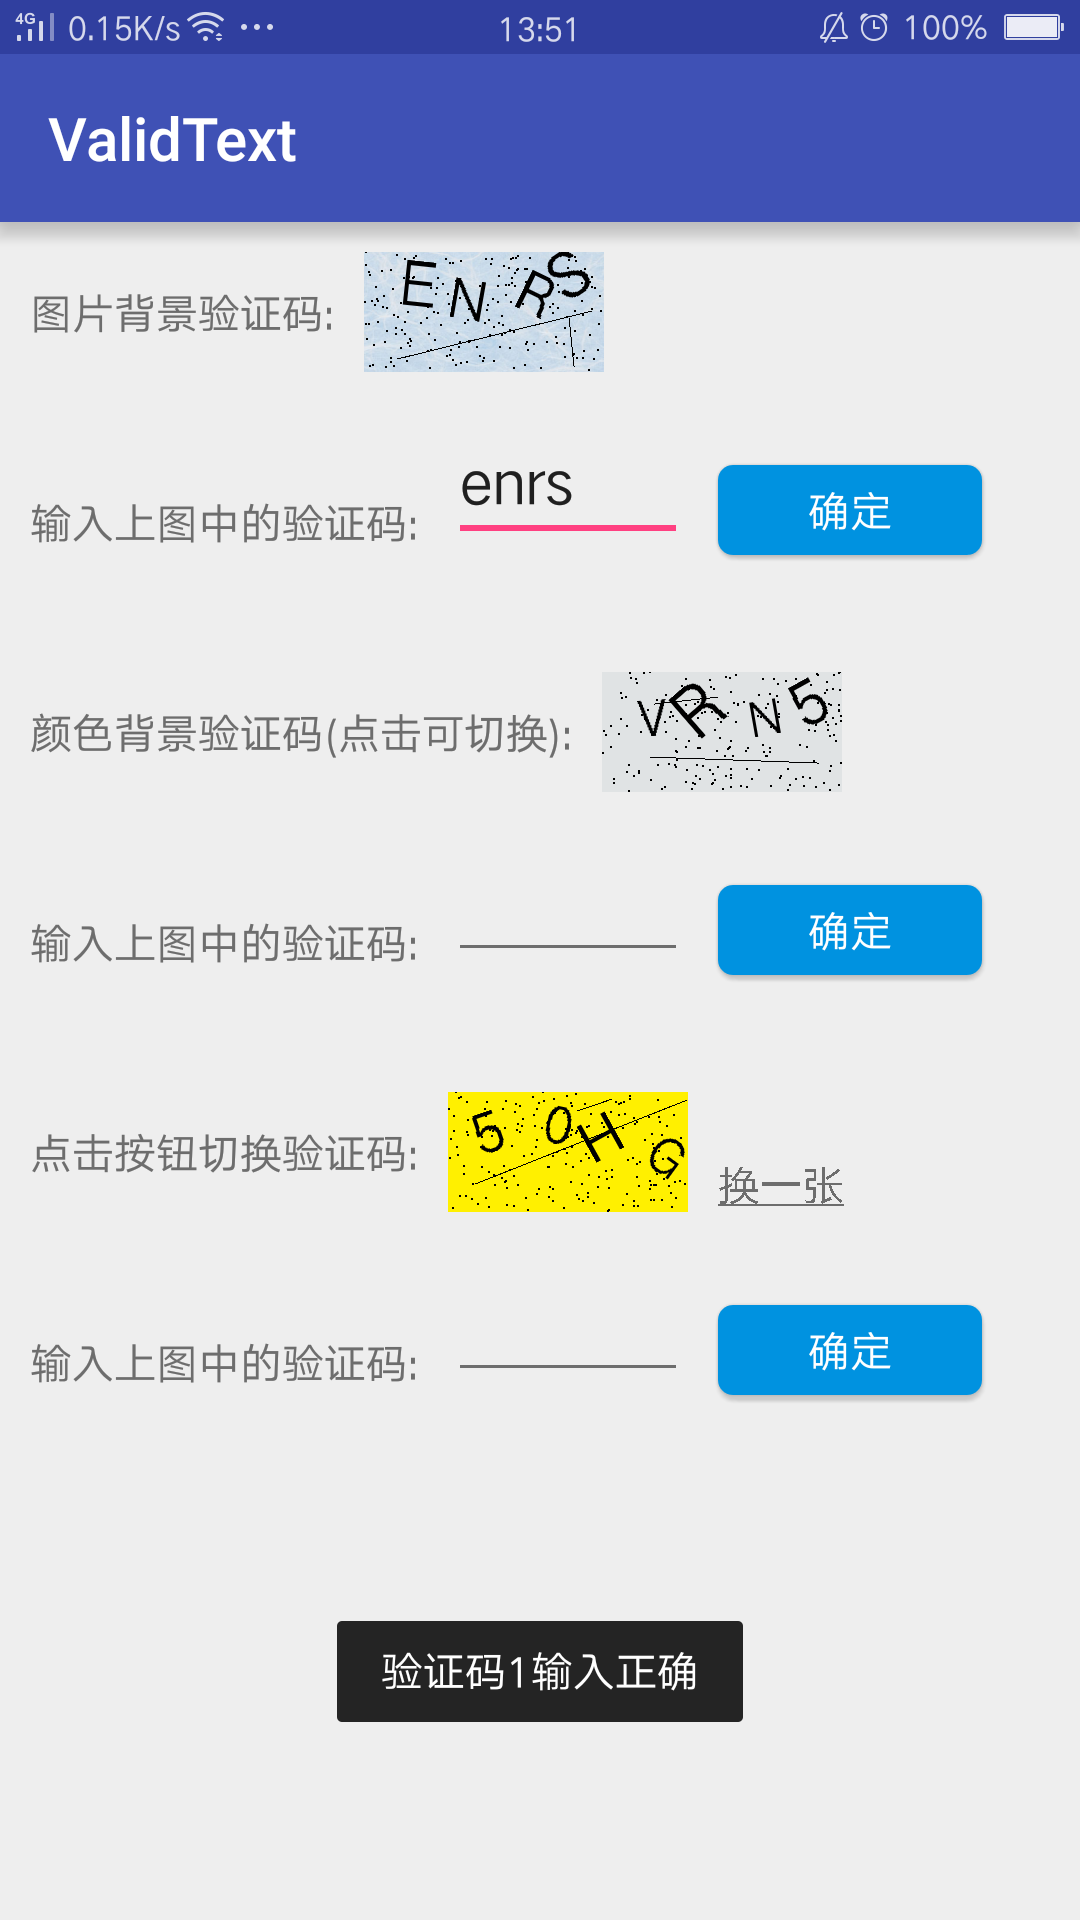 4G 0.15K/s ... 13:51 100%
ValidText
图片背景验证码: ENRS
输入上图中的验证码: enrs 确定
颜色背景验证码(点击可切换): VRN5
输入上图中的验证码: 确定
点击按钮切换验证码: 50HG 换一张
输入上图中的验证码: 确定
验证码1输入正确